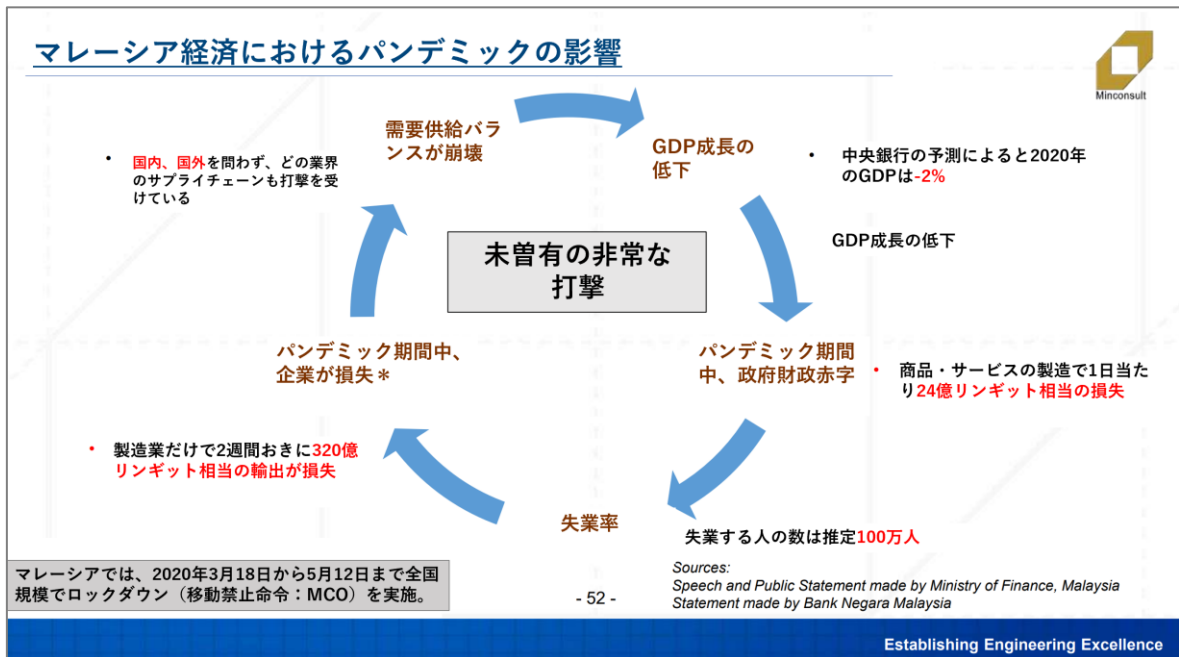 マレーシア経済におけるパンデミックの影響
Minconsult
需要供給バラ
ンスが崩壊
GDP成長の
低下
• 国内、国外を問わず、どの業界
のサプライチェーンも打撃を受
けている
• 中央銀行の予測によると2020年
のGDPは-2%
GDP成長の低下
未曽有の非常な
打撃
パンデミック期間中、
企業が損失＊
パンデミック期間
中、政府財政赤字
• 商品・サービスの製造で1日当た
り24億リンギット相当の損失
• 製造業だけで2週間おきに320億
リンギット相当の輸出が損失
失業率
失業する人の数は推定100万人
マレーシアでは、2020年3月18日から5月12日まで全国
規模でロックダウン（移動禁止命令：MCO）を実施。
- 52 -
Sources:
Speech and Public Statement made by Ministry of Finance, Malaysia
Statement made by Bank Negara Malaysia
Establishing Engineering Excellence